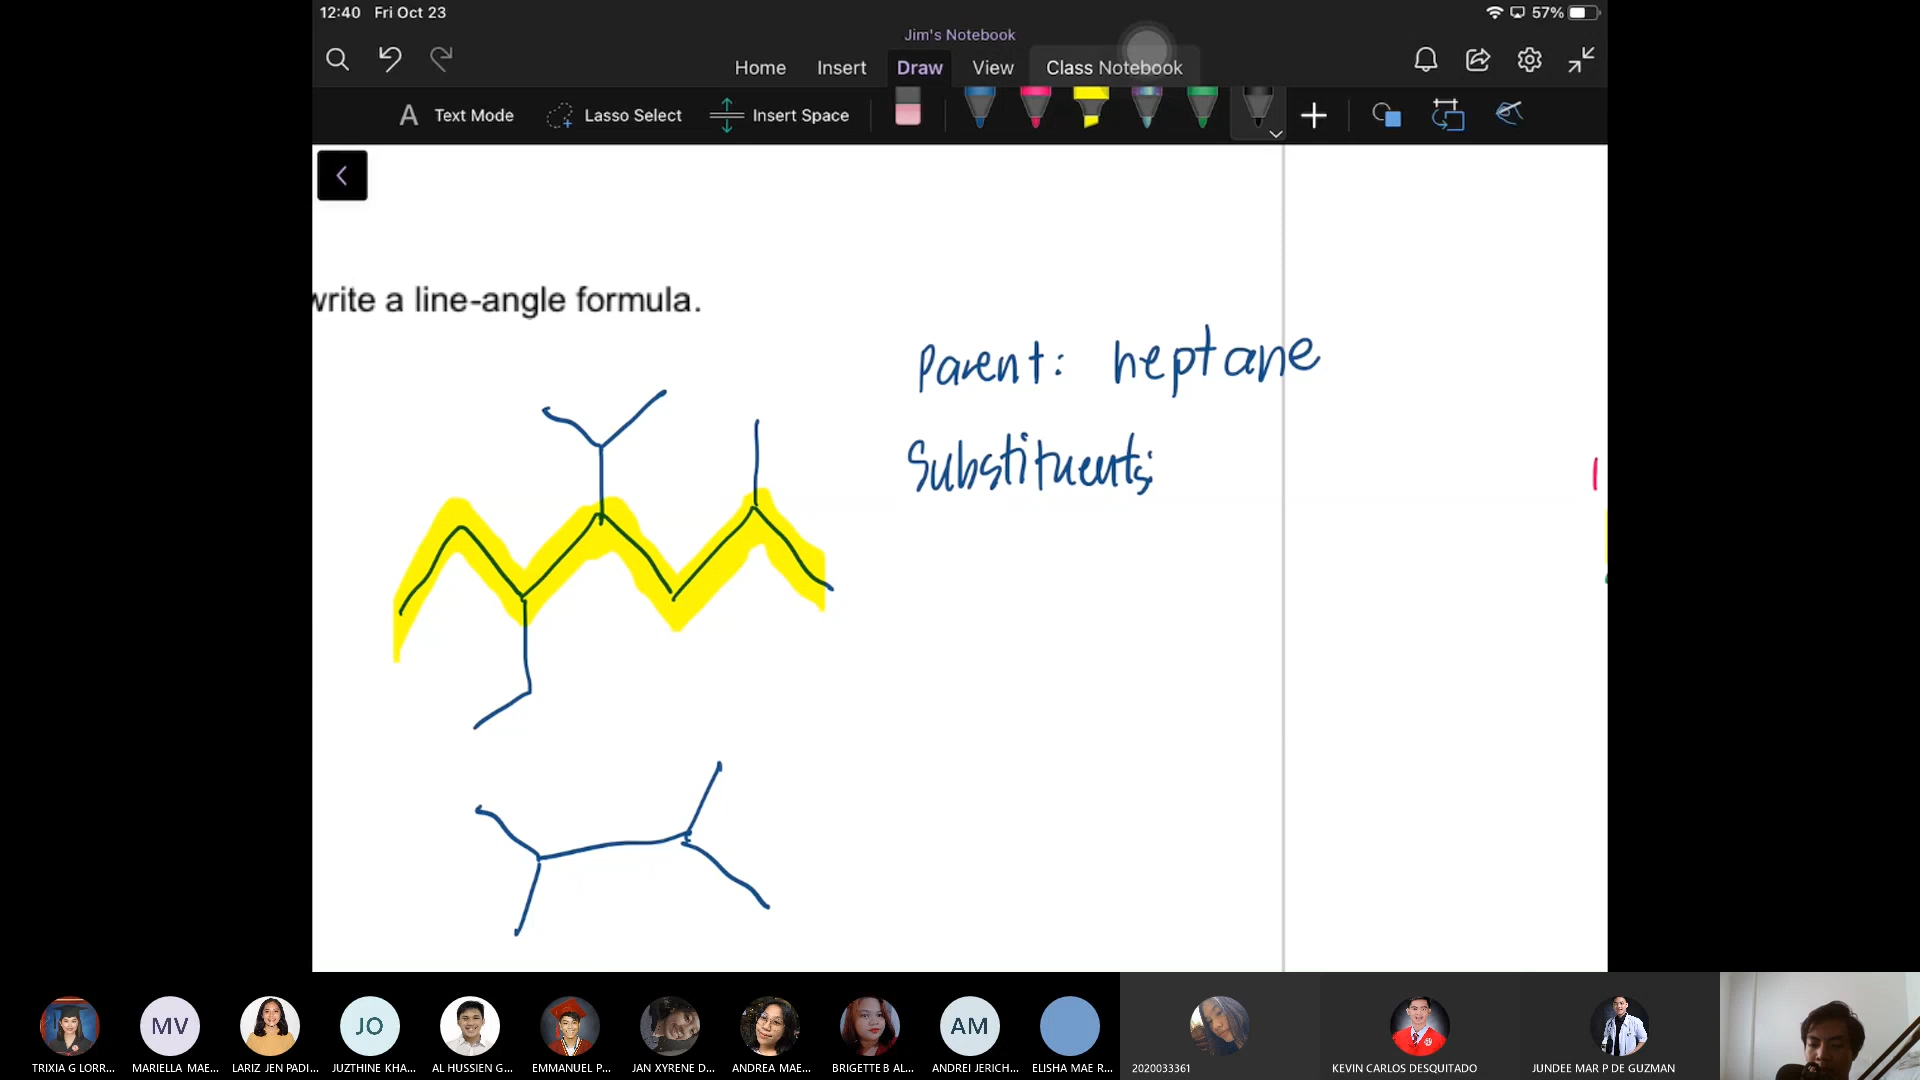 12:40 Fri Oct 23 57%
Jim's Notebook
Home Insert Draw View Class Notebook
A Text Mode Lasso Select Insert Space
write a line-angle formula.
Parent: heptane
Substituents:
MV JO AM
TRIXIA G LORR... MARIELLA MAE... LARIZ JEN PADI... JUZTHINE KHA... AL HUSSIEN G... EMMANUEL P... JAN XYRENE D... ANDREA MAE... BRIGETTE B AL... ANDREI JERICH... ELISHA MAE R... 2020033361 KEVIN CARLOS DESQUITADO JUNDEE MAR P DE GUZMAN